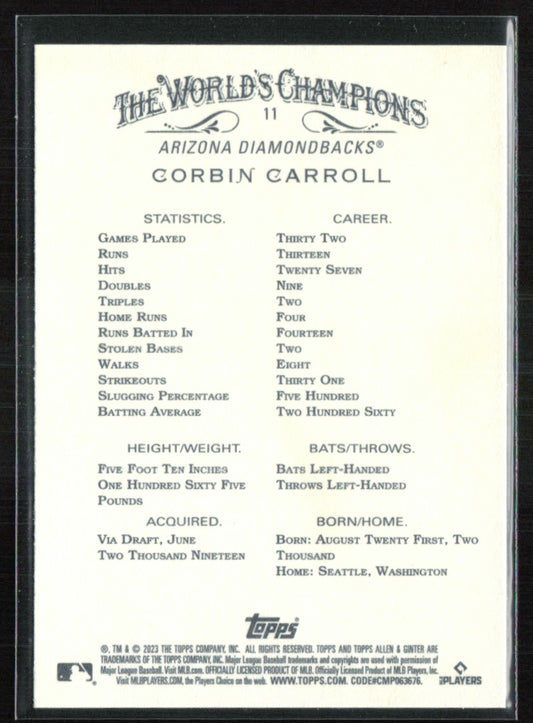 THE WORLD'S CHAMPIONS
11
ARIZONA DIAMONDBACKS®
CORBIN CARROLL
STATISTICS. CAREER.
GAMES PLAYED THIRTY TWO
RUNS THIRTEEN
HITS TWENTY SEVEN
DOUBLES NINE
TRIPLES TWO
HOME RUNS FOUR
RUNS BATTED IN FOURTEEN
STOLEN BASES TWO
WALKS EIGHT
STRIKEOUTS THIRTY ONE
SLUGGING PERCENTAGE FIVE HUNDRED
BATTING AVERAGE TWO HUNDRED SIXTY
HEIGHT/WEIGHT. BATS/THROWS.
FIVE FOOT TEN INCHES BATS LEFT-HANDED
ONE HUNDRED SIXTY FIVE THROWS LEFT-HANDED
POUNDS
ACQUIRED. BORN/HOME.
VIA DRAFT, JUNE BORN: AUGUST TWENTY FIRST, TWO
TWO THOUSAND NINETEEN THOUSAND
HOME: SEATTLE, WASHINGTON
Topps
®, TM & © 2023 THE TOPPS COMPANY, INC. ALL RIGHTS RESERVED. TOPPS AND TOPPS ALLEN & GINTER ARE
TRADEMARKS OF THE TOPPS COMPANY, INC. Major League Baseball trademarks and copyrights are used with permission of
Major League Baseball. Visit MLB.com. OFFICIALLY LICENSED PRODUCT OF MLB. Officially Licensed Product of MLB Players, Inc.
Visit MLBPLAYERS.COM, the Players Choice on the web. WWW.TOPPS.COM. CODE#CMP063676.
PLAYERS